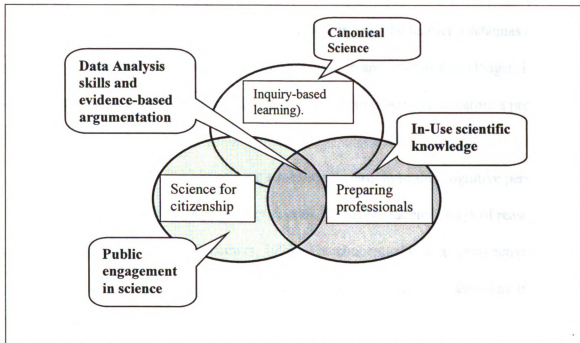 Canonical
Science
Data Analysis
skills and
evidence-based
argumentation
Inquiry-based
learning).
In-Use scientific
knowledge
Science for
citizenship
Preparing
professionals
Public
engagement
in science